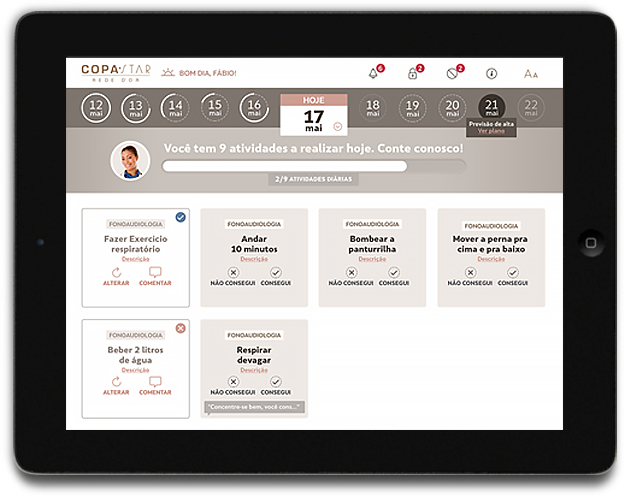 COPA STAR
REDE D'OR
BOM DIA, FÁBIO!
6
2
2
i
AA
12 mai
13 mai
14 mai
15 mai
16 mai
HOJE
17
mai
18 mai
19 mai
20 mai
21 mai
22 mai
Previsão de alta
Ver plano
Você tem 9 atividades a realizar hoje. Conte conosco!
2/9 ATIVIDADES DIÁRIAS
FONOAUDIOLOGIA
Fazer Exercício
respiratório
Descrição
ALTERAR COMENTAR
FONOAUDIOLOGIA
Andar
10 minutos
Descrição
NÃO CONSEGUI CONSEGUI
FONOAUDIOLOGIA
Bombear a
panturrilha
Descrição
NÃO CONSEGUI CONSEGUI
FONOAUDIOLOGIA
Mover a perna pra
cima e pra baixo
Descrição
NÃO CONSEGUI CONSEGUI
FONOAUDIOLOGIA
Beber 2 litros
de água
Descrição
ALTERAR COMENTAR
FONOAUDIOLOGIA
Respirar
devagar
Descrição
NÃO CONSEGUI CONSEGUI
"Concentre-se bem, você cons..."